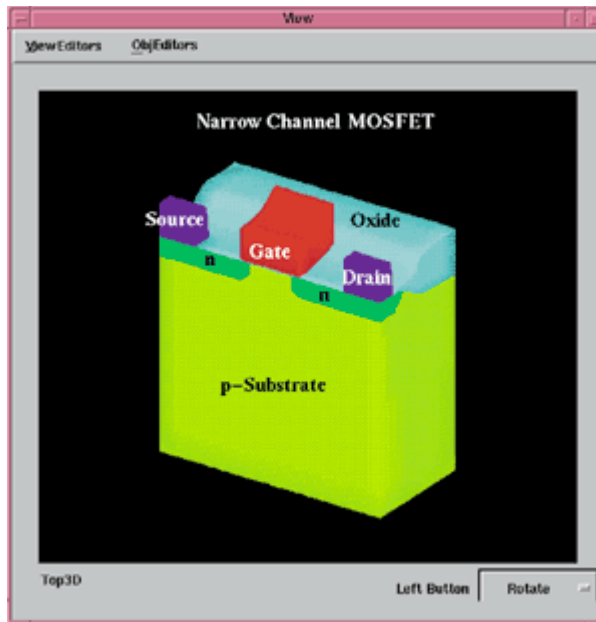 View
ViewEditors ObjEditors
Narrow Channel MOSFET
Source
Oxide
Gate
n
Drain
n
p-Substrate
Top3D
Left Button Rotate